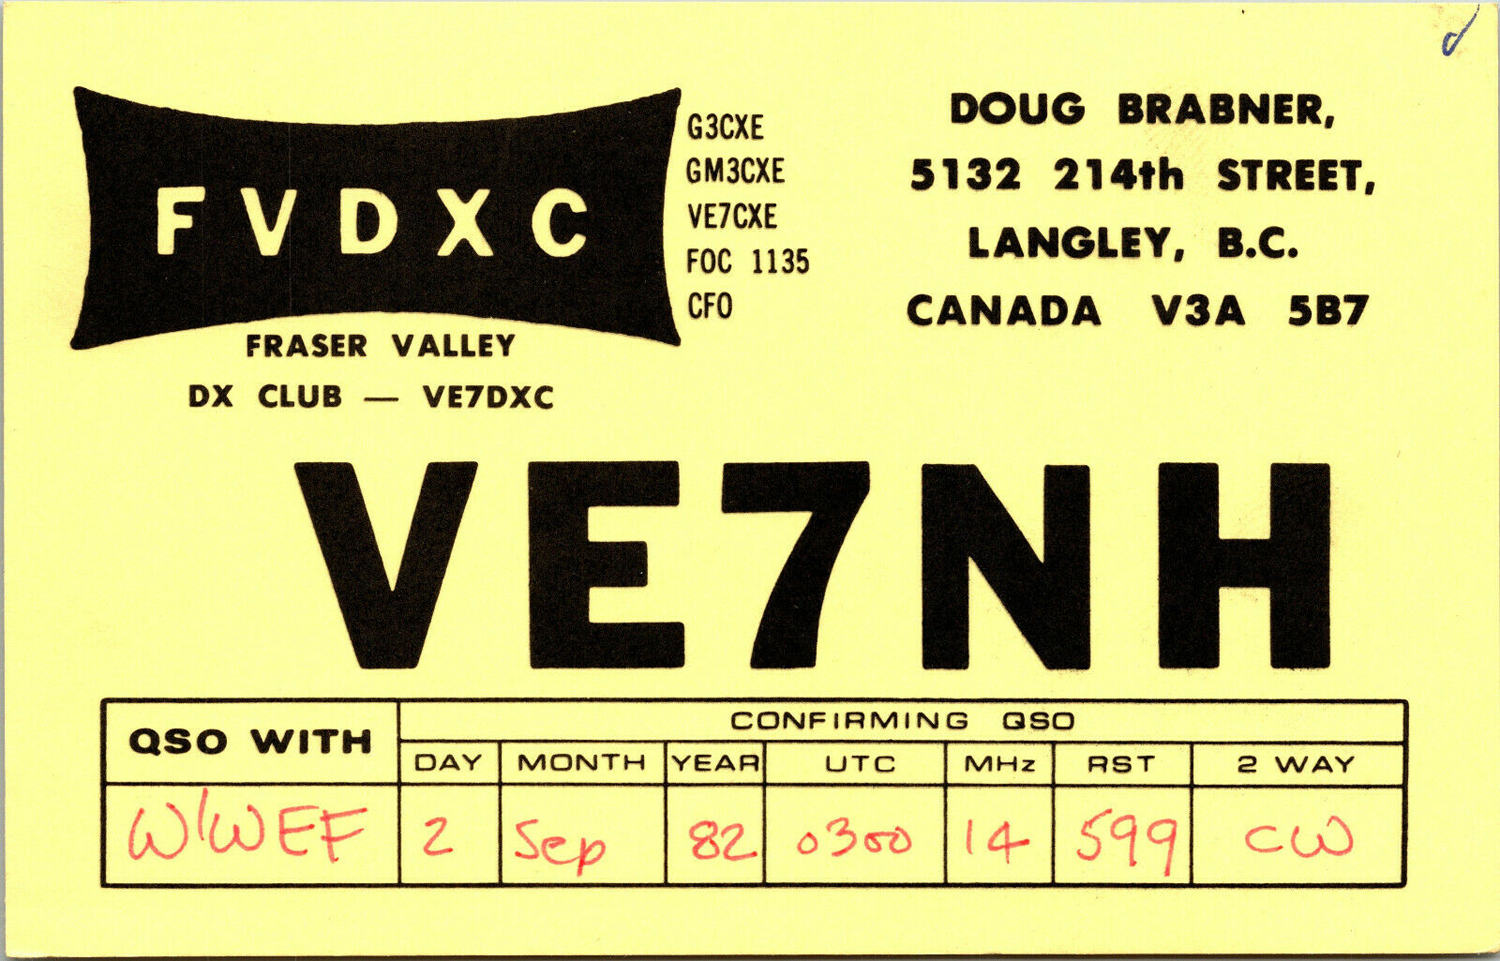 FVDXC
G3CXE
GM3CXE
VE7CXE
FOC 1135
CFO
FRASER VALLEY
DX CLUB — VE7DXC
DOUG BRABNER,
5132 214th STREET,
LANGLEY, B.C.
CANADA V3A 5B7
VE7NH
QSO WITH
CONFIRMING QSO
DAY MONTH YEAR UTC MHz RST 2 WAY
W1WEF 2 Sep 82 0300 14 599 CW